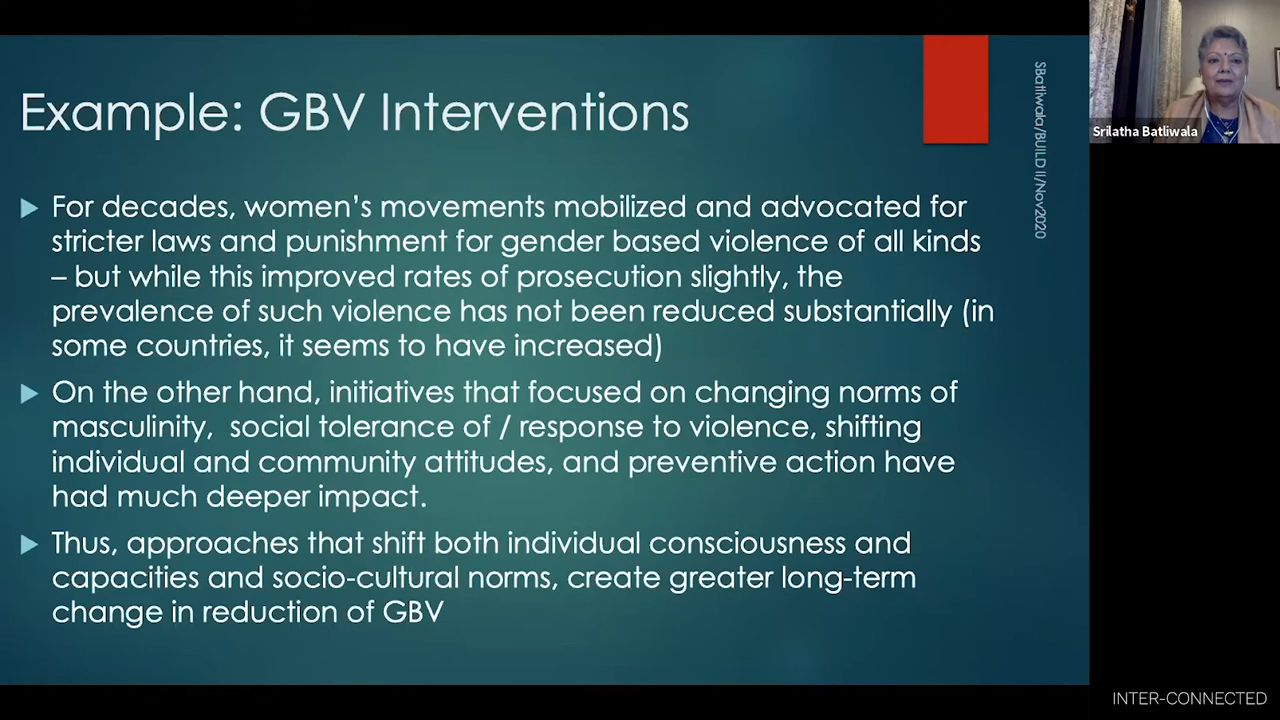 Example: GBV Interventions
For decades, women's movements mobilized and advocated for
stricter laws and punishment for gender based violence of all kinds
– but while this improved rates of prosecution slightly, the
prevalence of such violence has not been reduced substantially (in
some countries, it seems to have increased)
On the other hand, initiatives that focused on changing norms of
masculinity,  social tolerance of / response to violence, shifting
individual and community attitudes, and preventive action have
had much deeper impact.
Thus, approaches that shift both individual consciousness and
capacities and socio-cultural norms, create greater long-term
change in reduction of GBV
SBatliwala/BUILD II/Nov2020
Srilatha Batliwala
INTER-CONNECTED